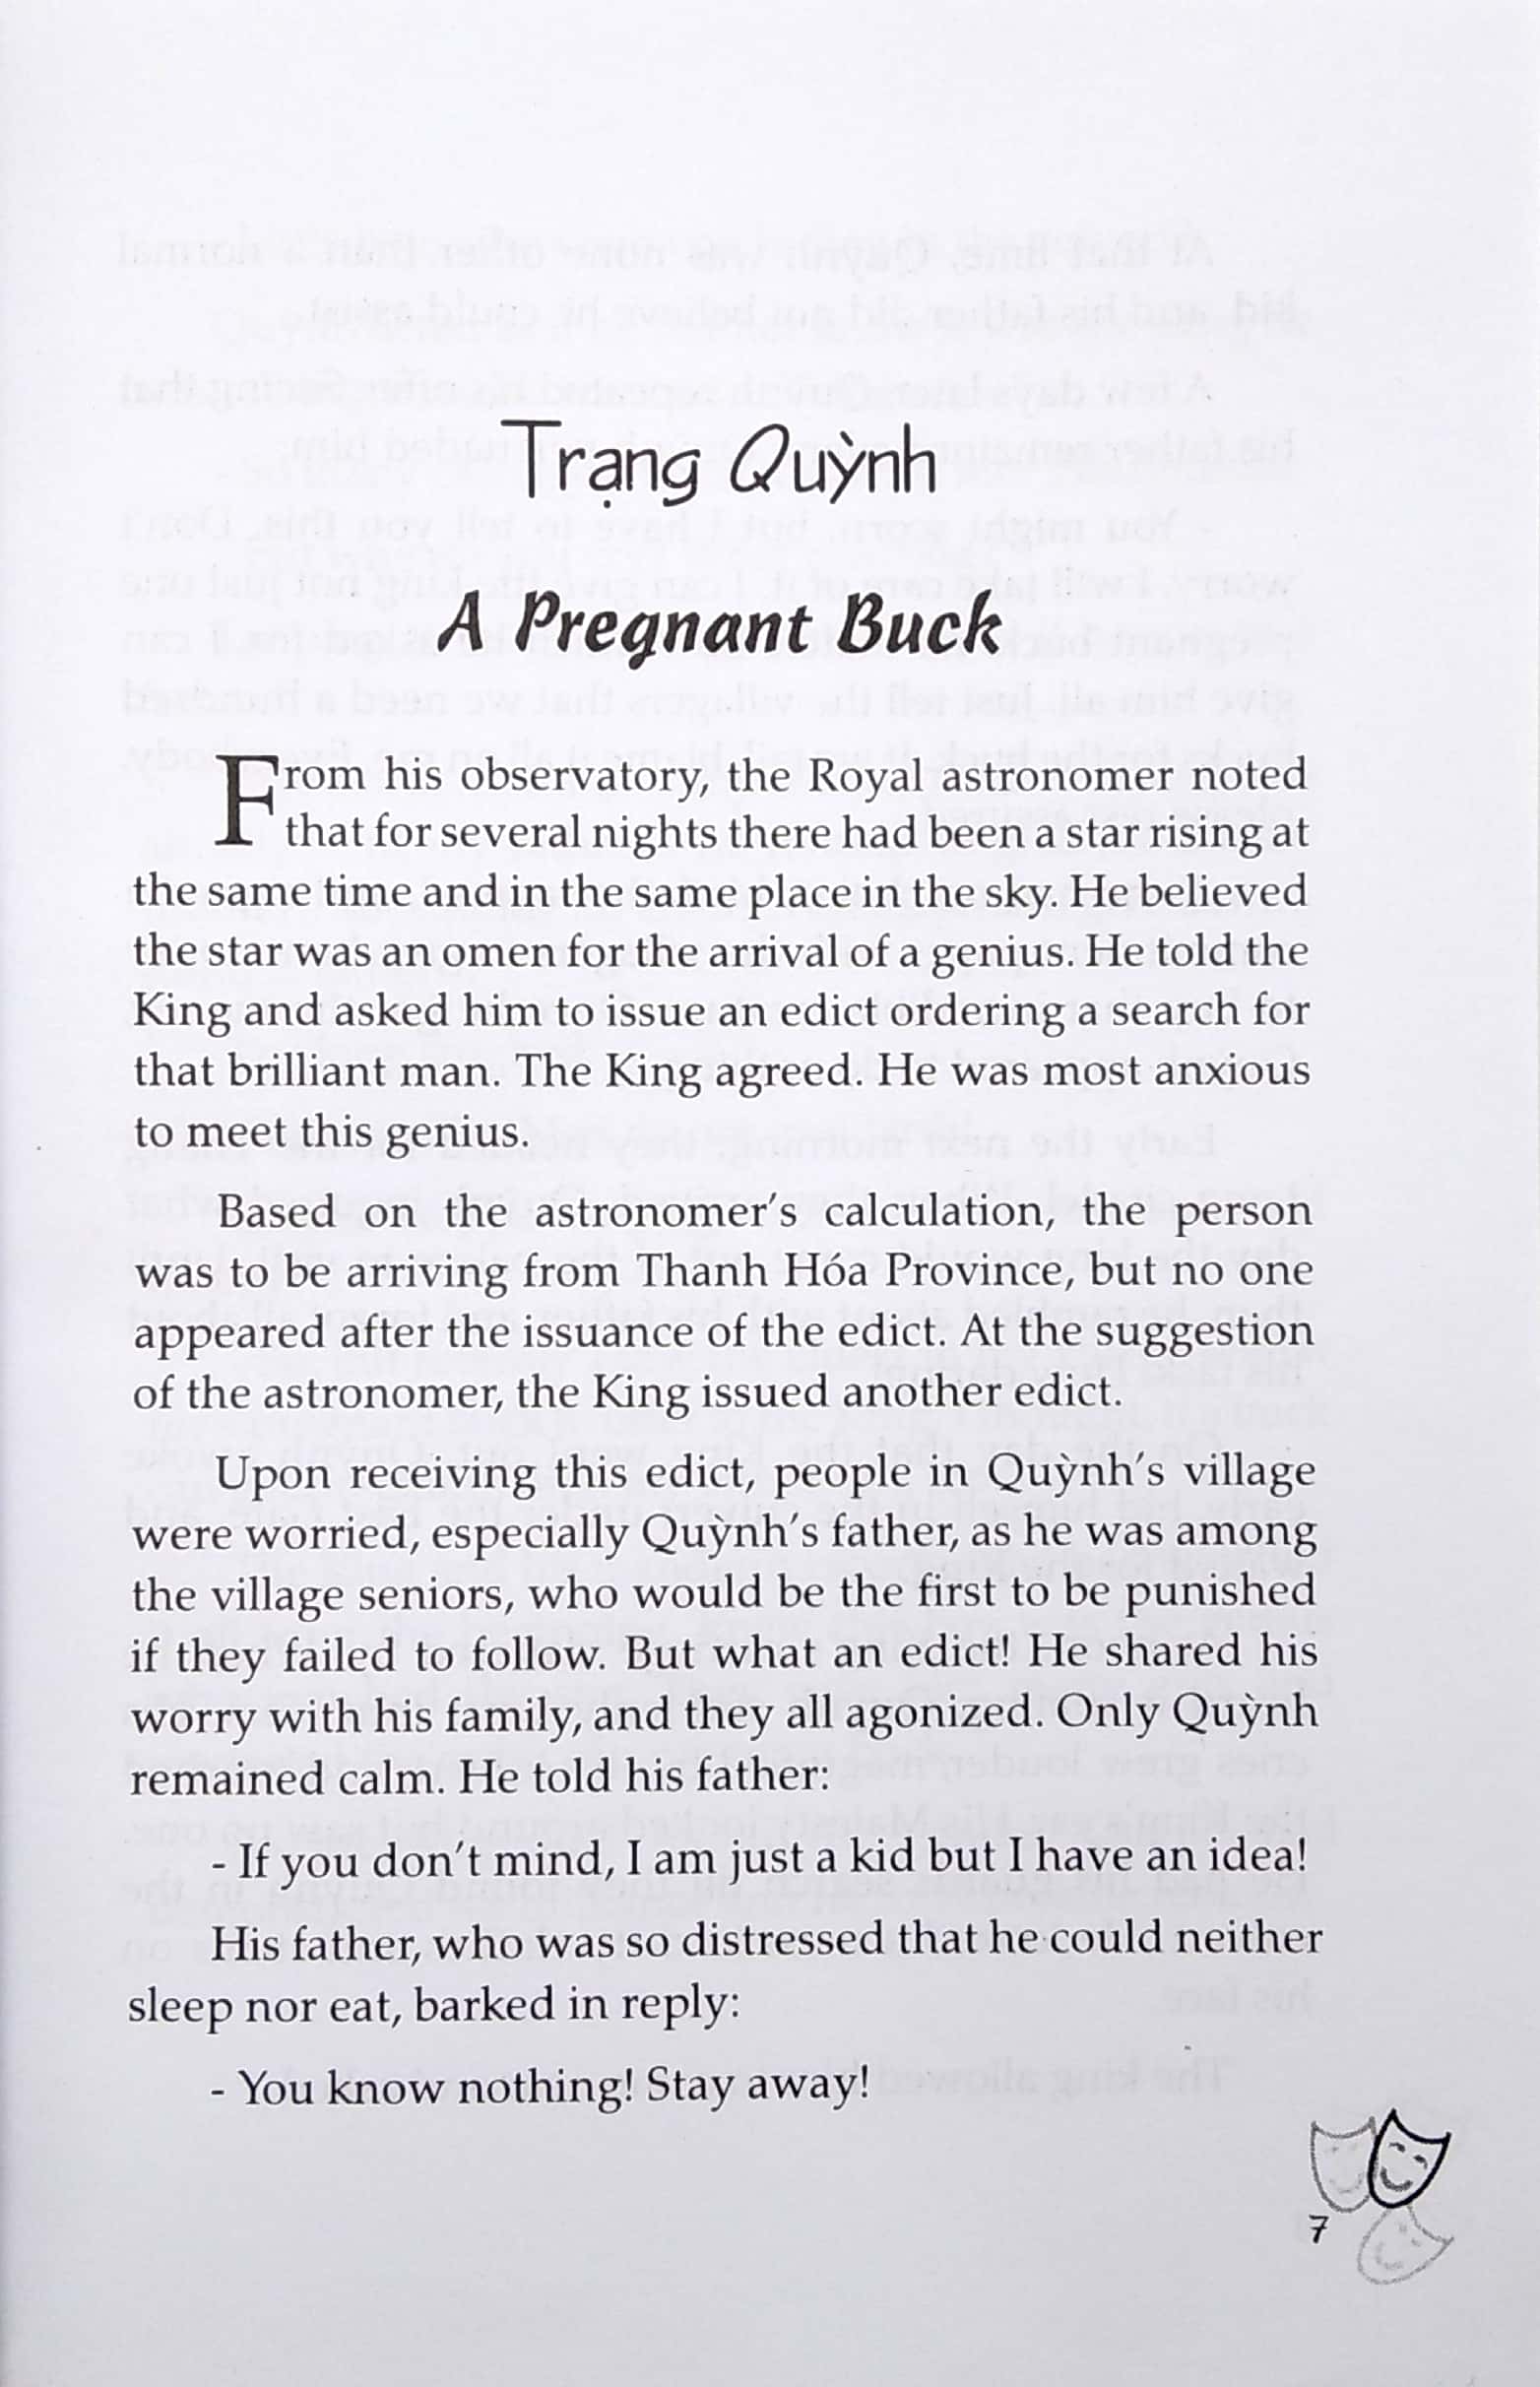 Trạng Quỳnh
A Pregnant Buck
From his observatory, the Royal astronomer noted
that for several nights there had been a star rising at
the same time and in the same place in the sky. He believed
the star was an omen for the arrival of a genius. He told the
King and asked him to issue an edict ordering a search for
that brilliant man. The King agreed. He was most anxious
to meet this genius.
Based on the astronomer's calculation, the person
was to be arriving from Thanh Hóa Province, but no one
appeared after the issuance of the edict. At the suggestion
of the astronomer, the King issued another edict.
Upon receiving this edict, people in Quỳnh's village
were worried, especially Quỳnh's father, as he was among
the village seniors, who would be the first to be punished
if they failed to follow. But what an edict! He shared his
worry with his family, and they all agonized. Only Quỳnh
remained calm. He told his father:
- If you don't mind, I am just a kid but I have an idea!
His father, who was so distressed that he could neither
sleep nor eat, barked in reply:
- You know nothing! Stay away!
7